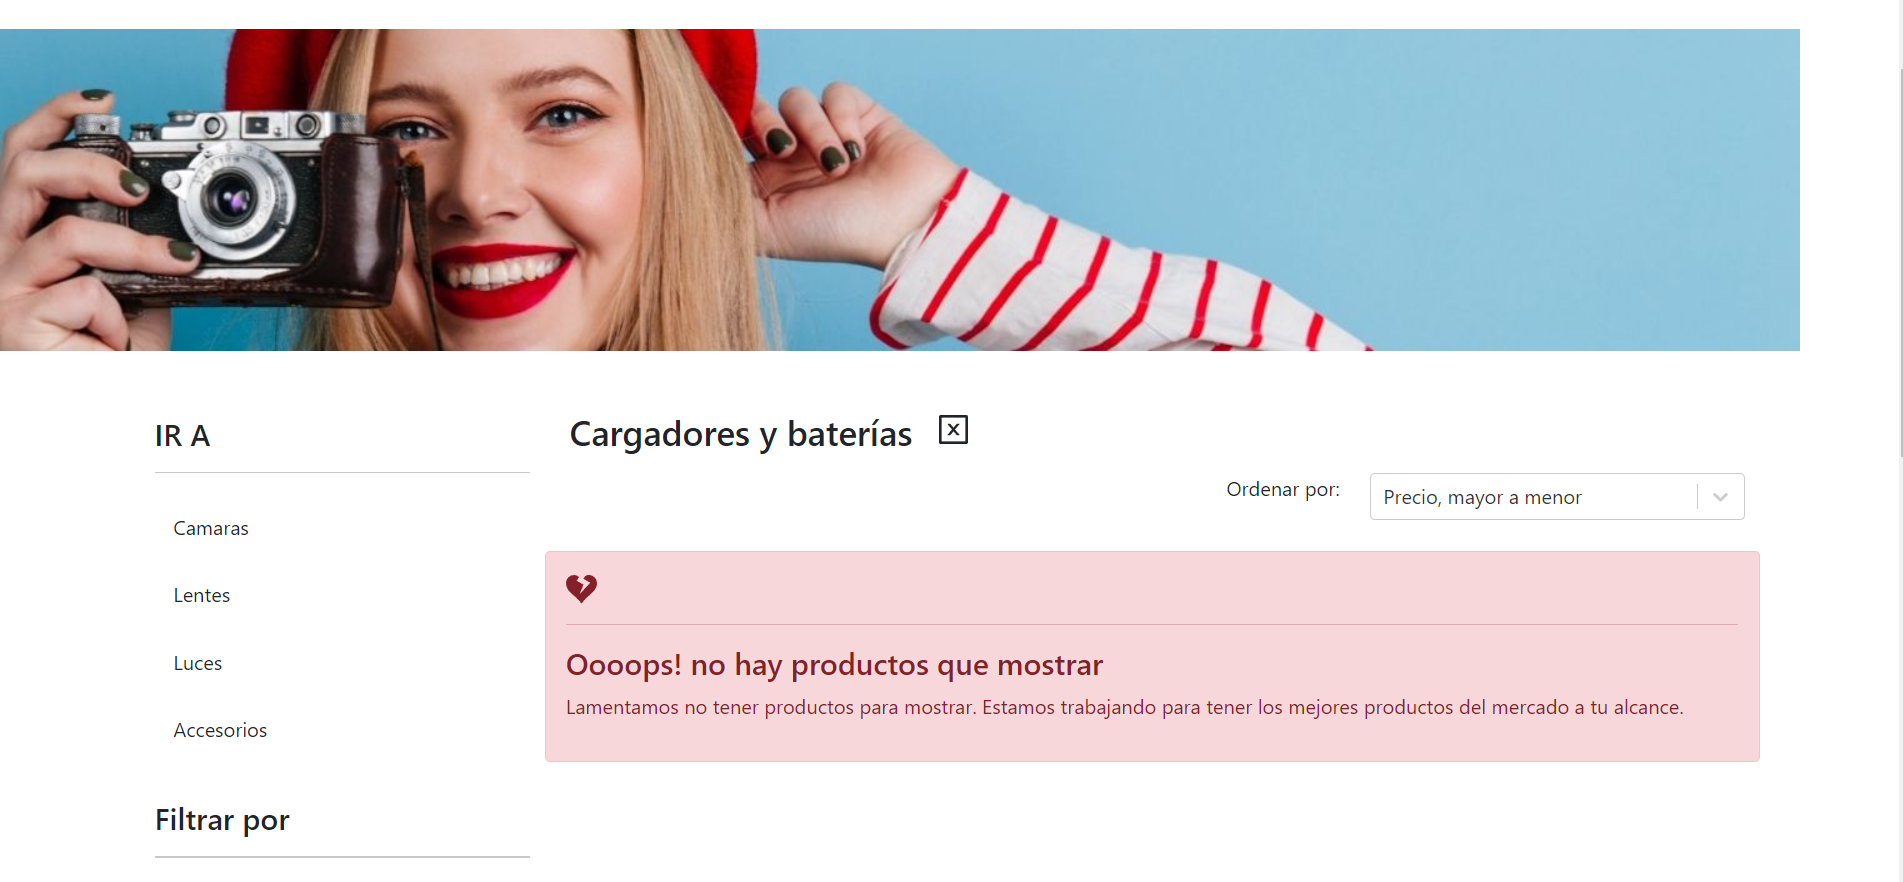 IR A
Camaras
Lentes
Luces
Accesorios
Filtrar por
Cargadores y baterías
Ordenar por:
Precio, mayor a menor
Oooops! no hay productos que mostrar
Lamentamos no tener productos para mostrar. Estamos trabajando para tener los mejores productos del mercado a tu alcance.